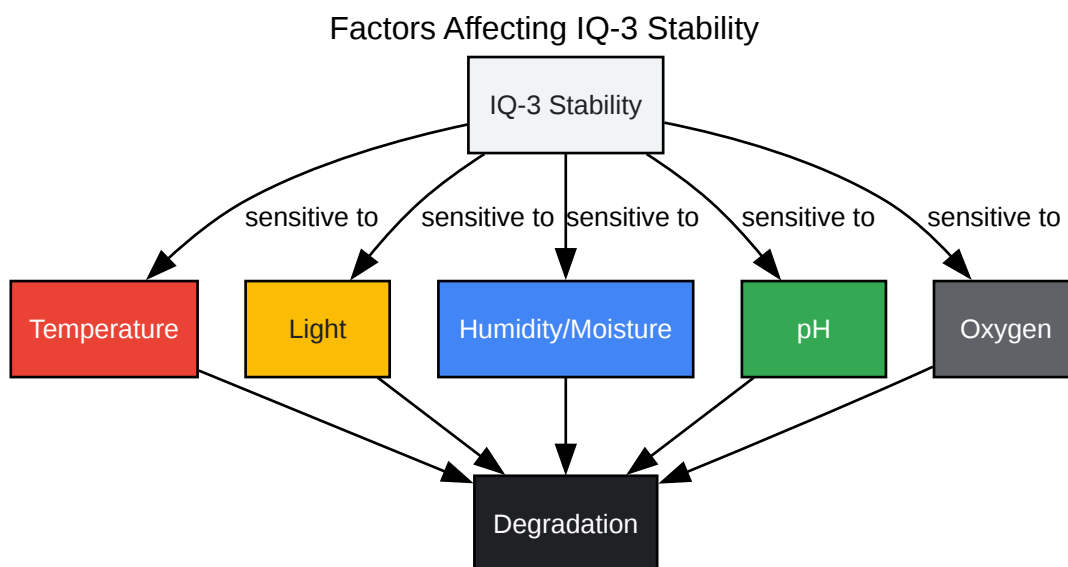 Factors Affecting IQ-3 Stability
IQ-3 Stability
sensitive to
sensitive to
sensitive to
sensitive to
sensitive to
Temperature
Light
Humidity/Moisture
pH
Oxygen
Degradation